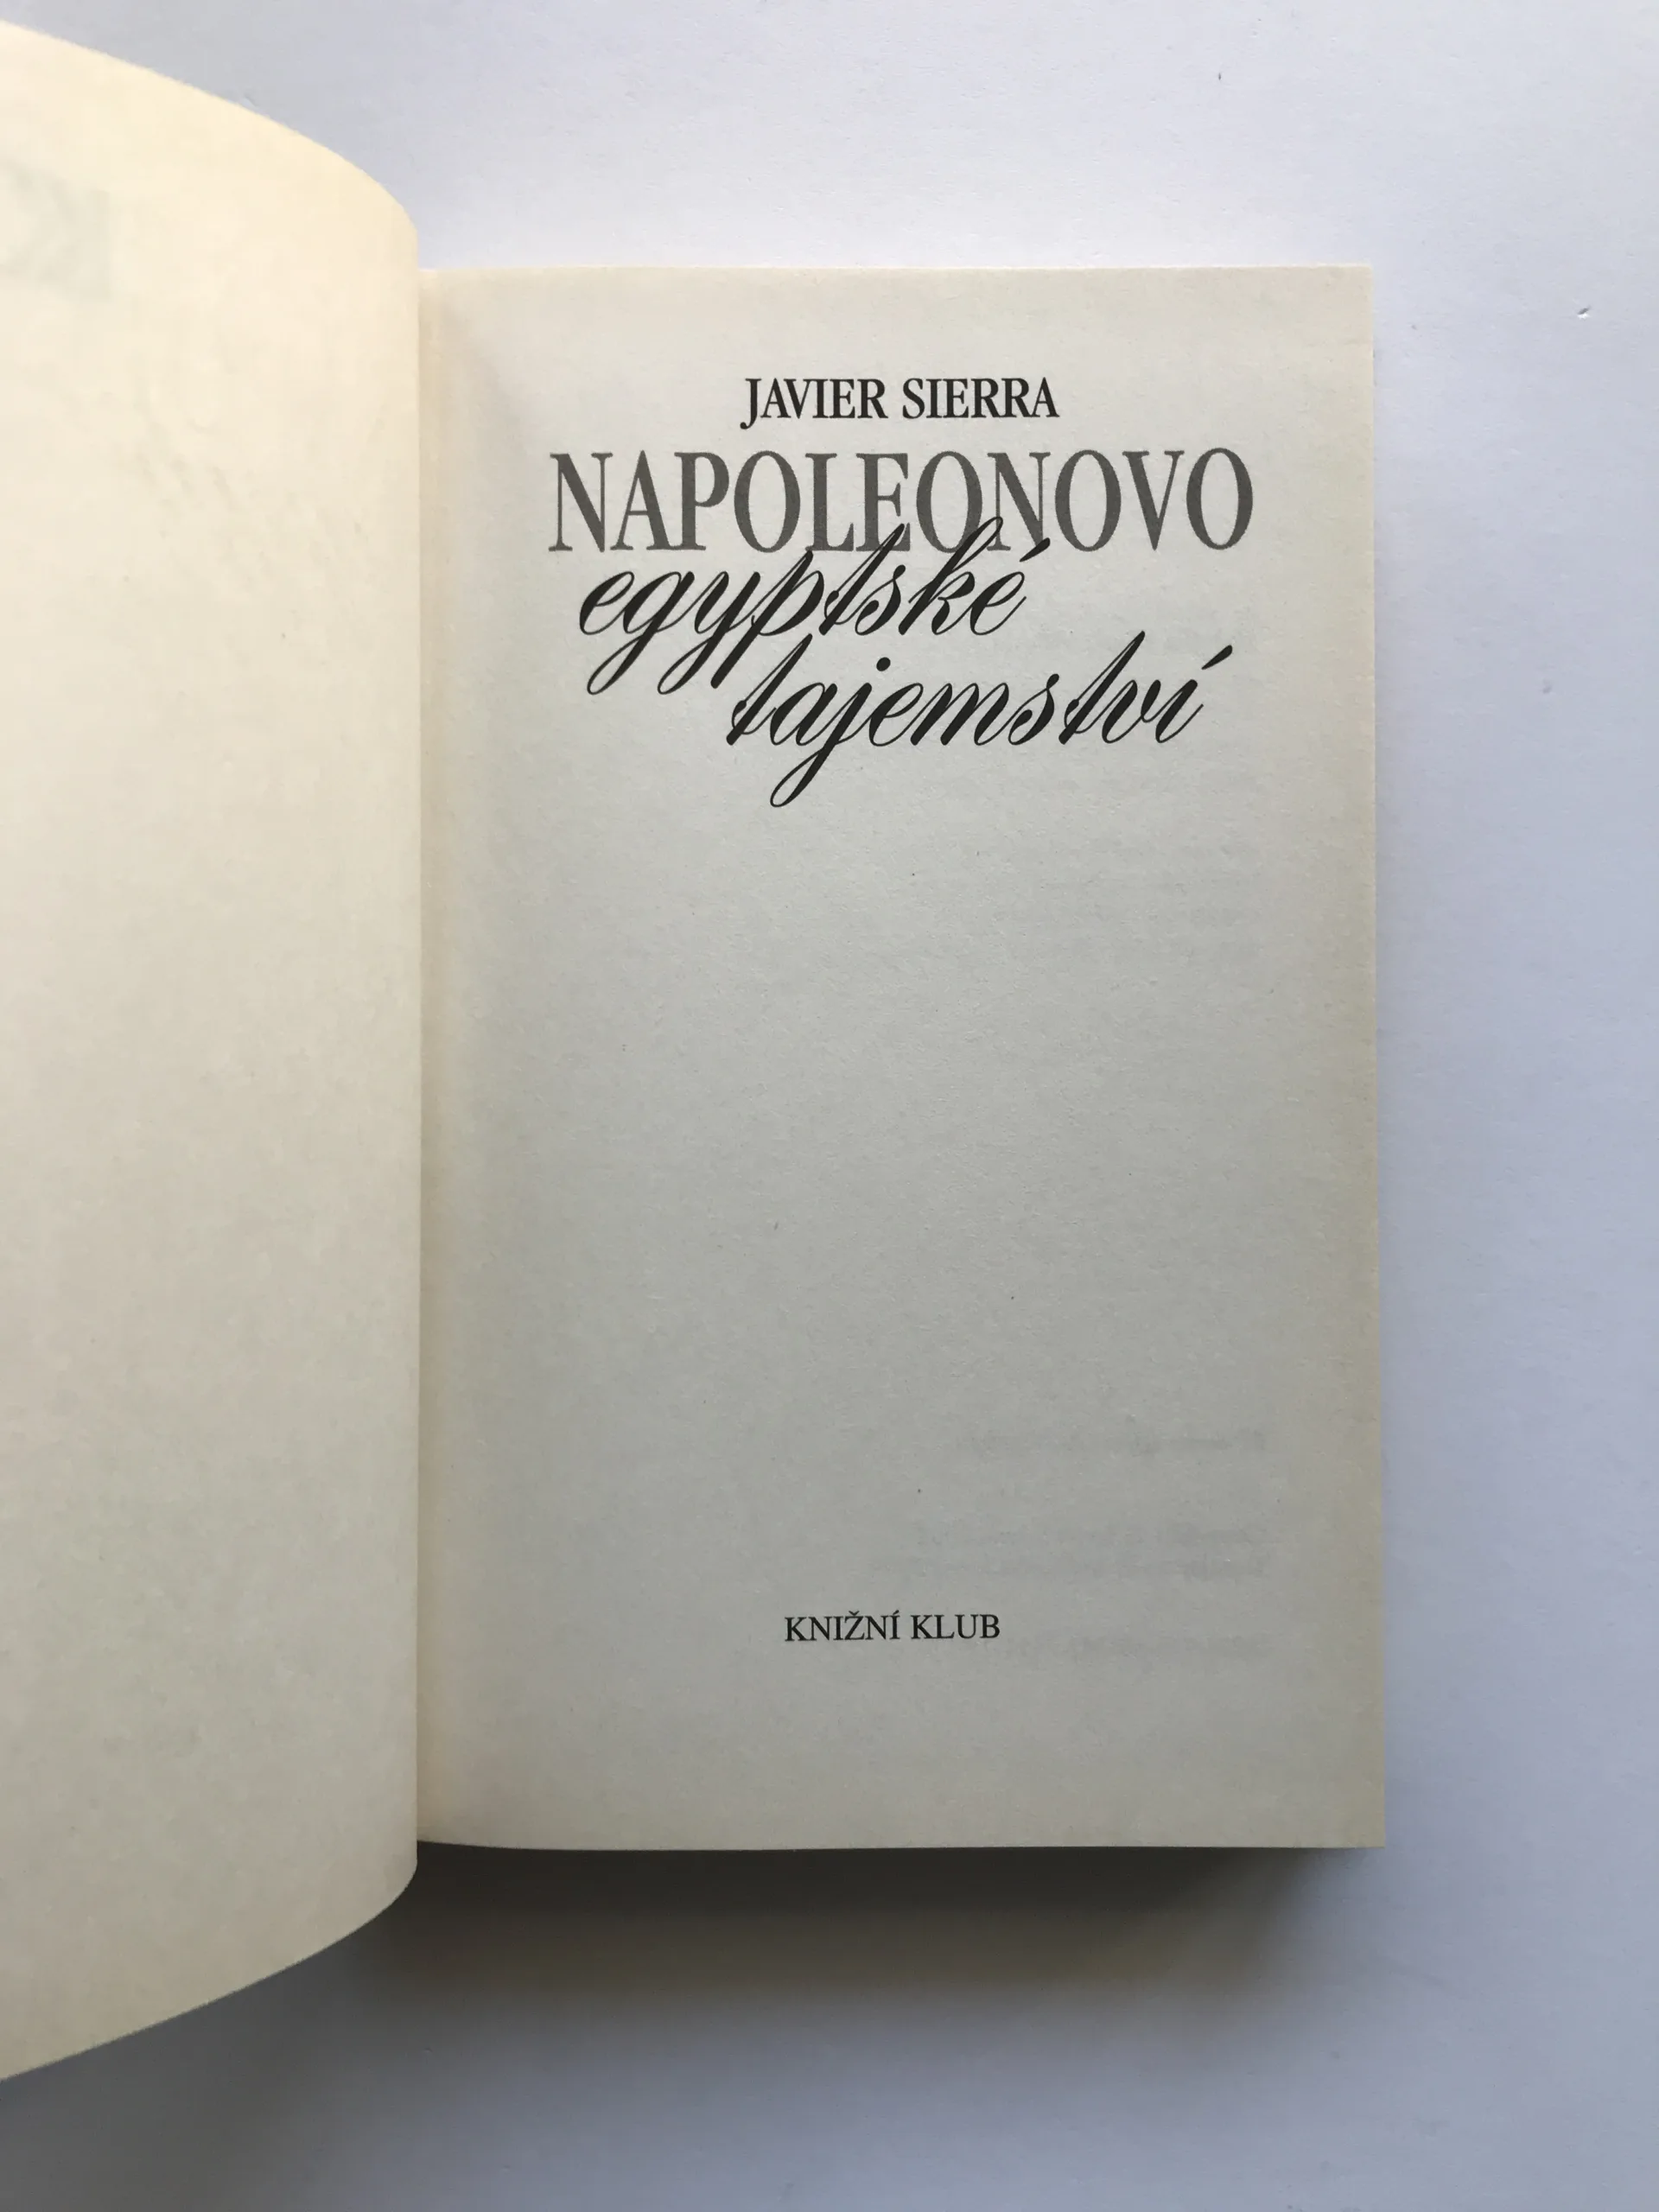 JAVIER SIERRA
NAPOLEONOVO
egyptské
tajemství
KNIŽNÍ KLUB